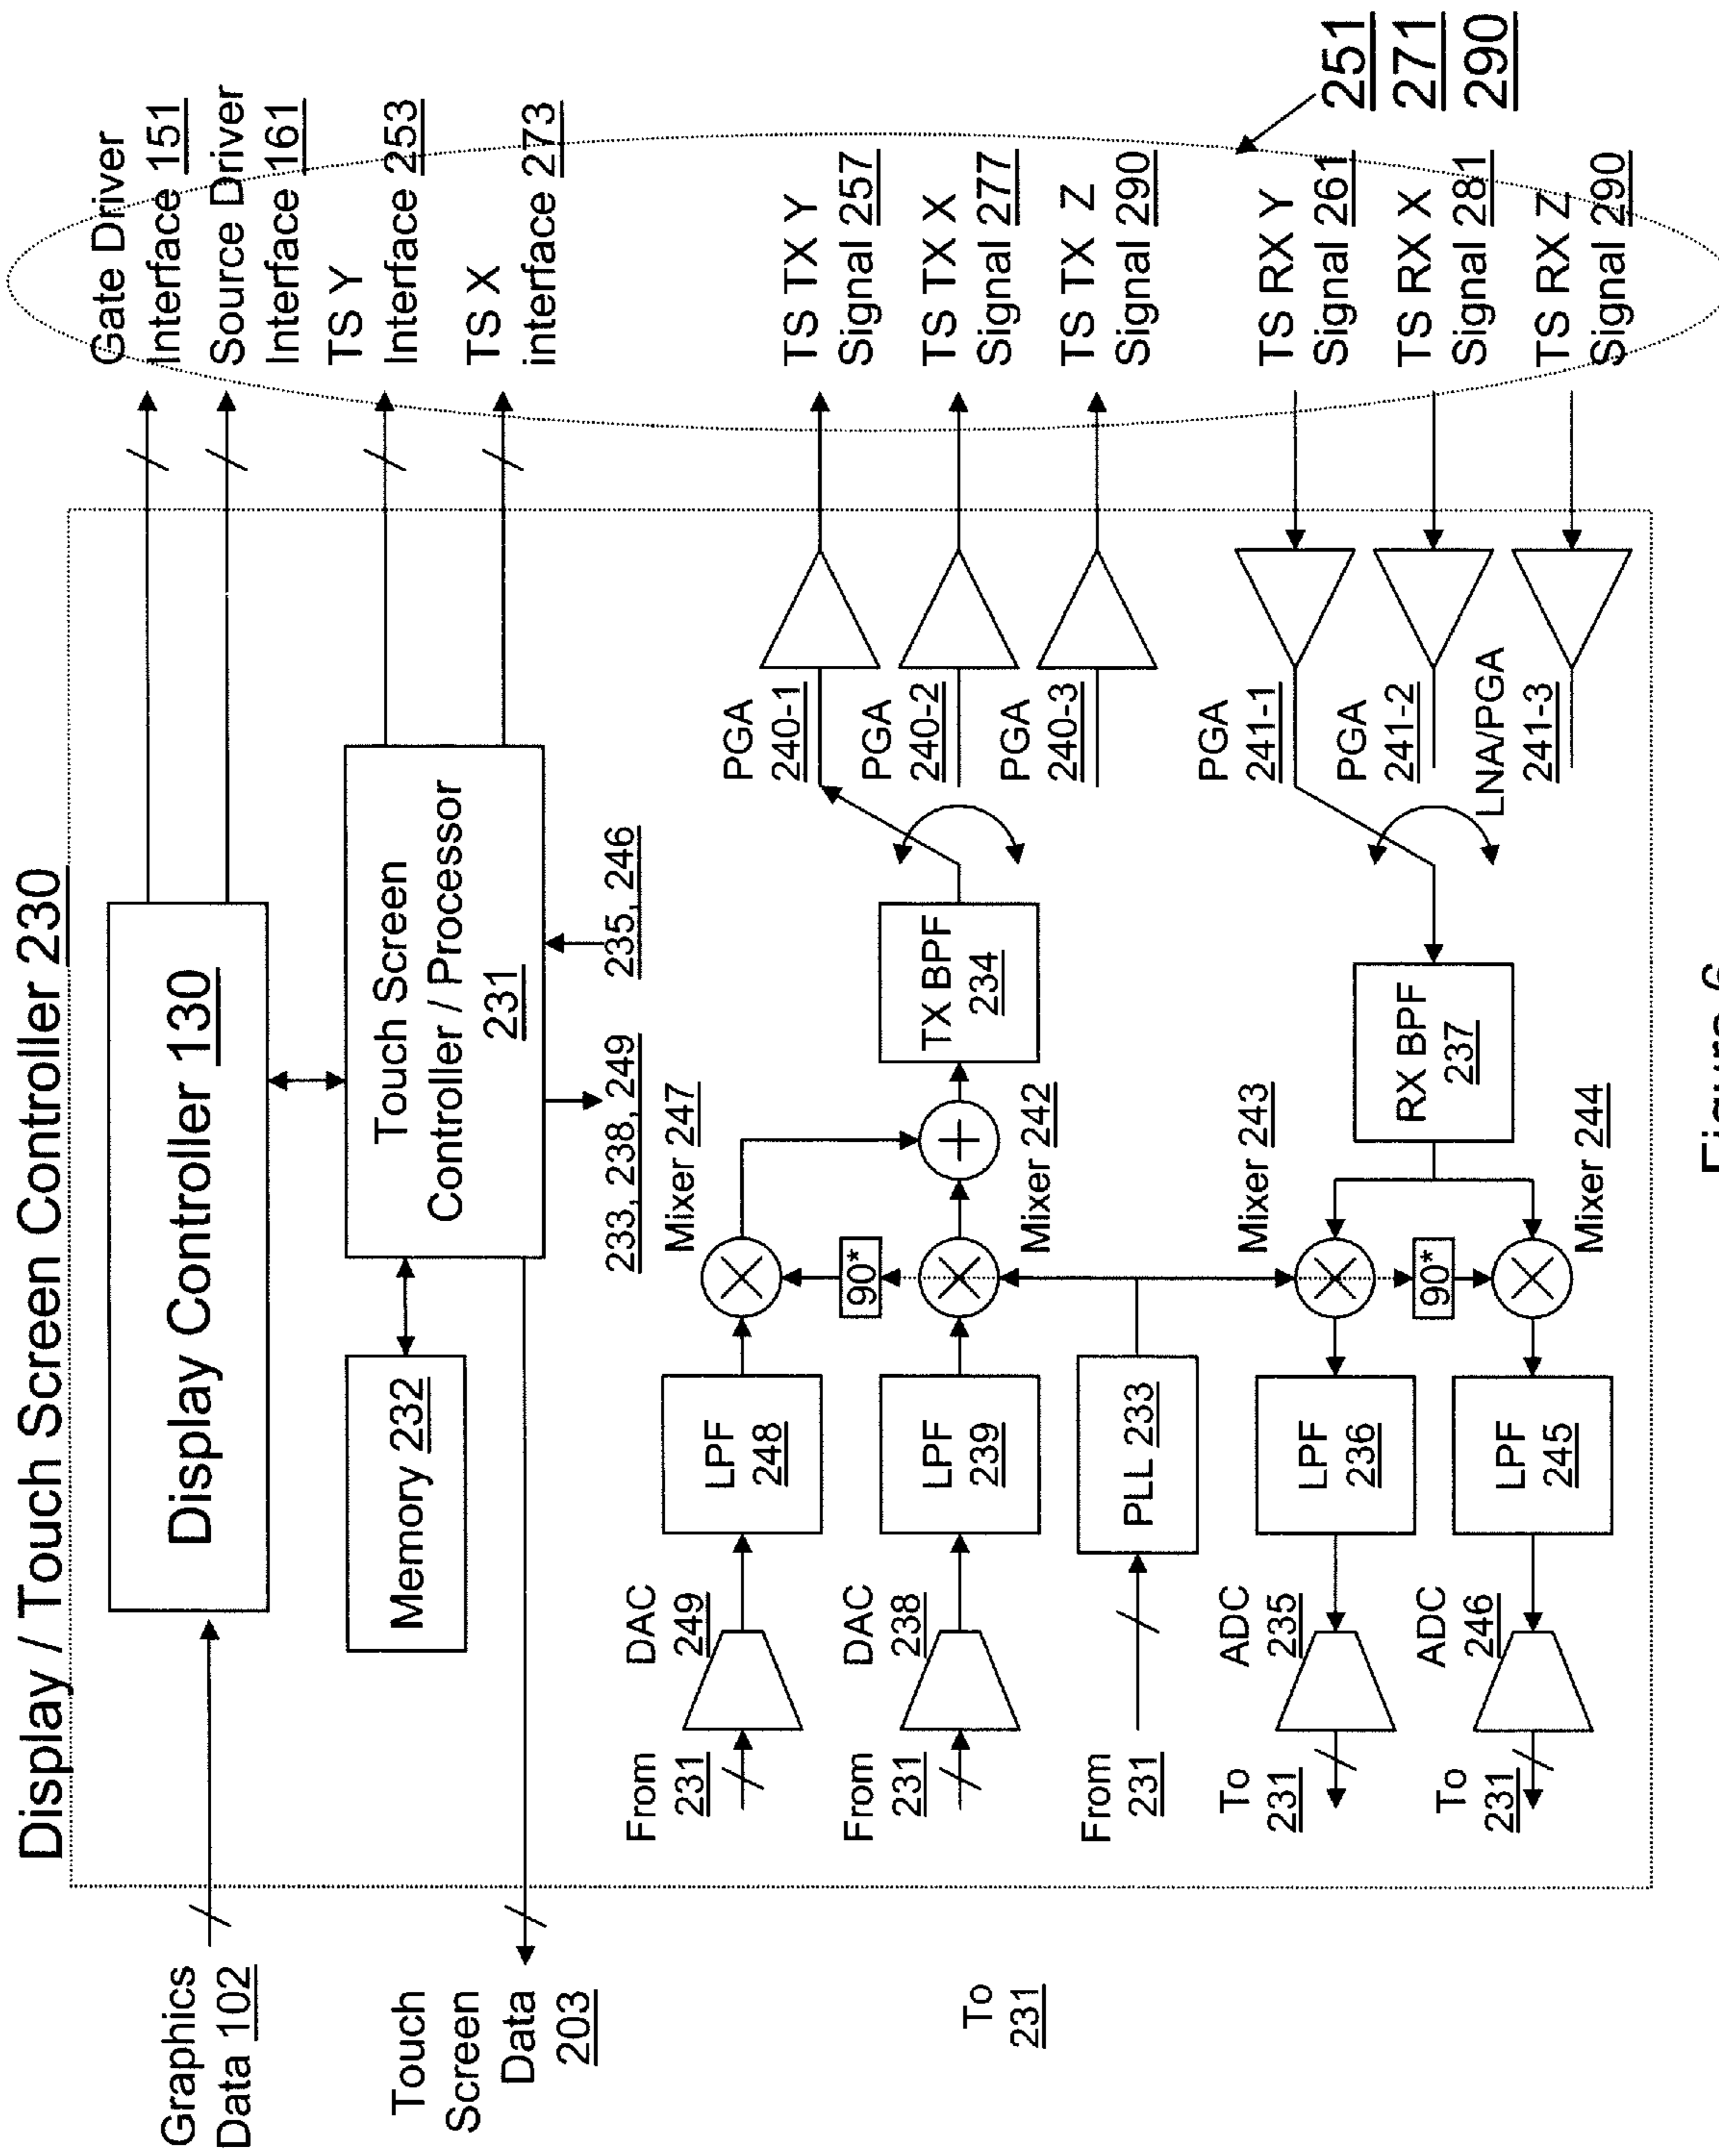 Display / Touch Screen Controller 230
Graphics
Data 102
Display Controller 130
Gate Driver
Interface 151
Source Driver
Interface 161
Touch
Screen
Data
203
Memory 232
Touch Screen
Controller / Processor
231
TS Y
Interface 253
TS X
interface 273
233, 238, 249
235, 246
From
231
DAC
249
LPF
248
Mixer 247
90*
From
231
DAC
238
LPF
239
Mixer 242
+
TX BPF
234
PGA
240-1
PGA
240-2
PGA
240-3
TS TX Y
Signal 257
TS TX X
Signal 277
TS TX Z
Signal 290
To
231
From
231
PLL 233
To
231
ADC
235
LPF
236
Mixer 243
90*
To
231
ADC
246
LPF
245
Mixer 244
RX BPF
237
PGA
241-1
PGA
241-2
LNA/PGA
241-3
TS RX Y
Signal 261
TS RX X
Signal 281
TS RX Z
Signal 290
251
271
290
Figure 6